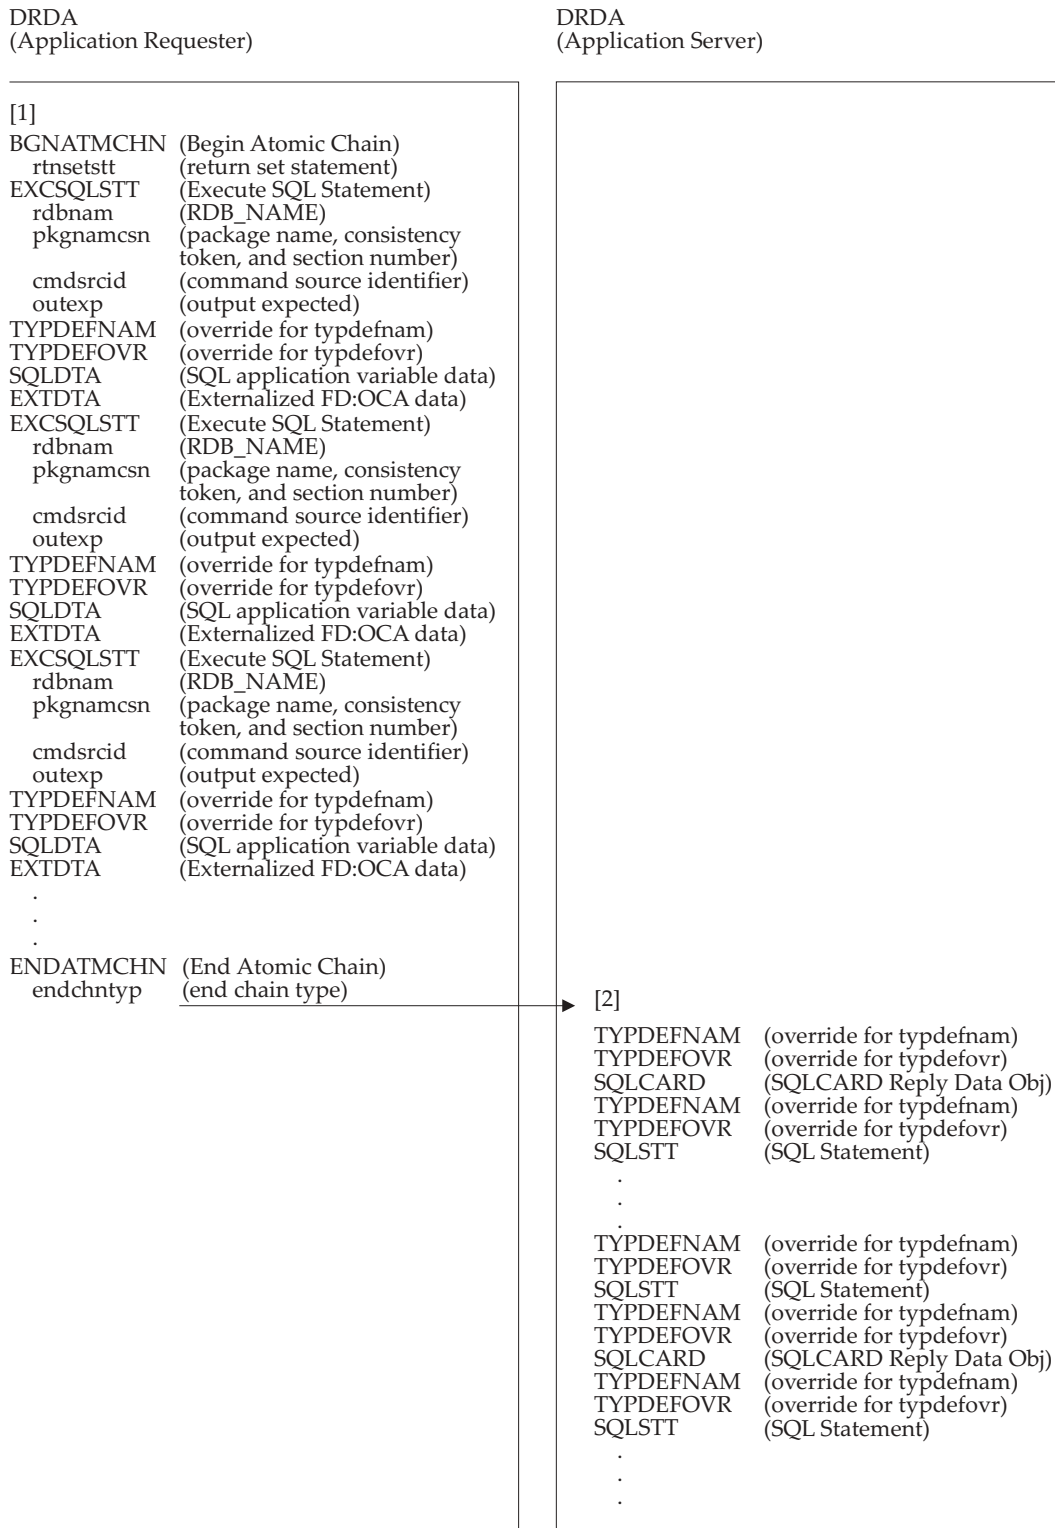 DRDA
(Application Requester)
[1]
BGNATMCHN (Begin Atomic Chain)
rtnsetstt (return set statement)
EXCSQLSTT (Execute SQL Statement)
rdbnam (RDB_NAME)
pkgnamcsn (package name, consistency
token, and section number)
cmdsrcid (command source identifier)
outexp (output expected)
TYPDEFNAM (override for typdefnam)
TYPDEFOVR (override for typdefovr)
SQLDTA (SQL application variable data)
EXTDTA (Externalized FD:OCA data)
EXCSQLSTT (Execute SQL Statement)
rdbnam (RDB_NAME)
pkgnamcsn (package name, consistency
token, and section number)
cmdsrcid (command source identifier)
outexp (output expected)
TYPDEFNAM (override for typdefnam)
TYPDEFOVR (override for typdefovr)
SQLDTA (SQL application variable data)
EXTDTA (Externalized FD:OCA data)
EXCSQLSTT (Execute SQL Statement)
rdbnam (RDB_NAME)
pkgnamcsn (package name, consistency
token, and section number)
cmdsrcid (command source identifier)
outexp (output expected)
TYPDEFNAM (override for typdefnam)
TYPDEFOVR (override for typdefovr)
SQLDTA (SQL application variable data)
EXTDTA (Externalized FD:OCA data)
.
.
.
ENDATMCHN (End Atomic Chain)
endchntyp (end chain type)
DRDA
(Application Server)
[2]
TYPDEFNAM (override for typdefnam)
TYPDEFOVR (override for typdefovr)
SQLCARD (SQLCARD Reply Data Obj)
TYPDEFNAM (override for typdefnam)
TYPDEFOVR (override for typdefovr)
SQLSTT (SQL Statement)
.
.
.
TYPDEFNAM (override for typdefnam)
TYPDEFOVR (override for typdefovr)
SQLSTT (SQL Statement)
TYPDEFNAM (override for typdefnam)
TYPDEFOVR (override for typdefovr)
SQLCARD (SQLCARD Reply Data Obj)
TYPDEFNAM (override for typdefnam)
TYPDEFOVR (override for typdefovr)
SQLSTT (SQL Statement)
.
.
.